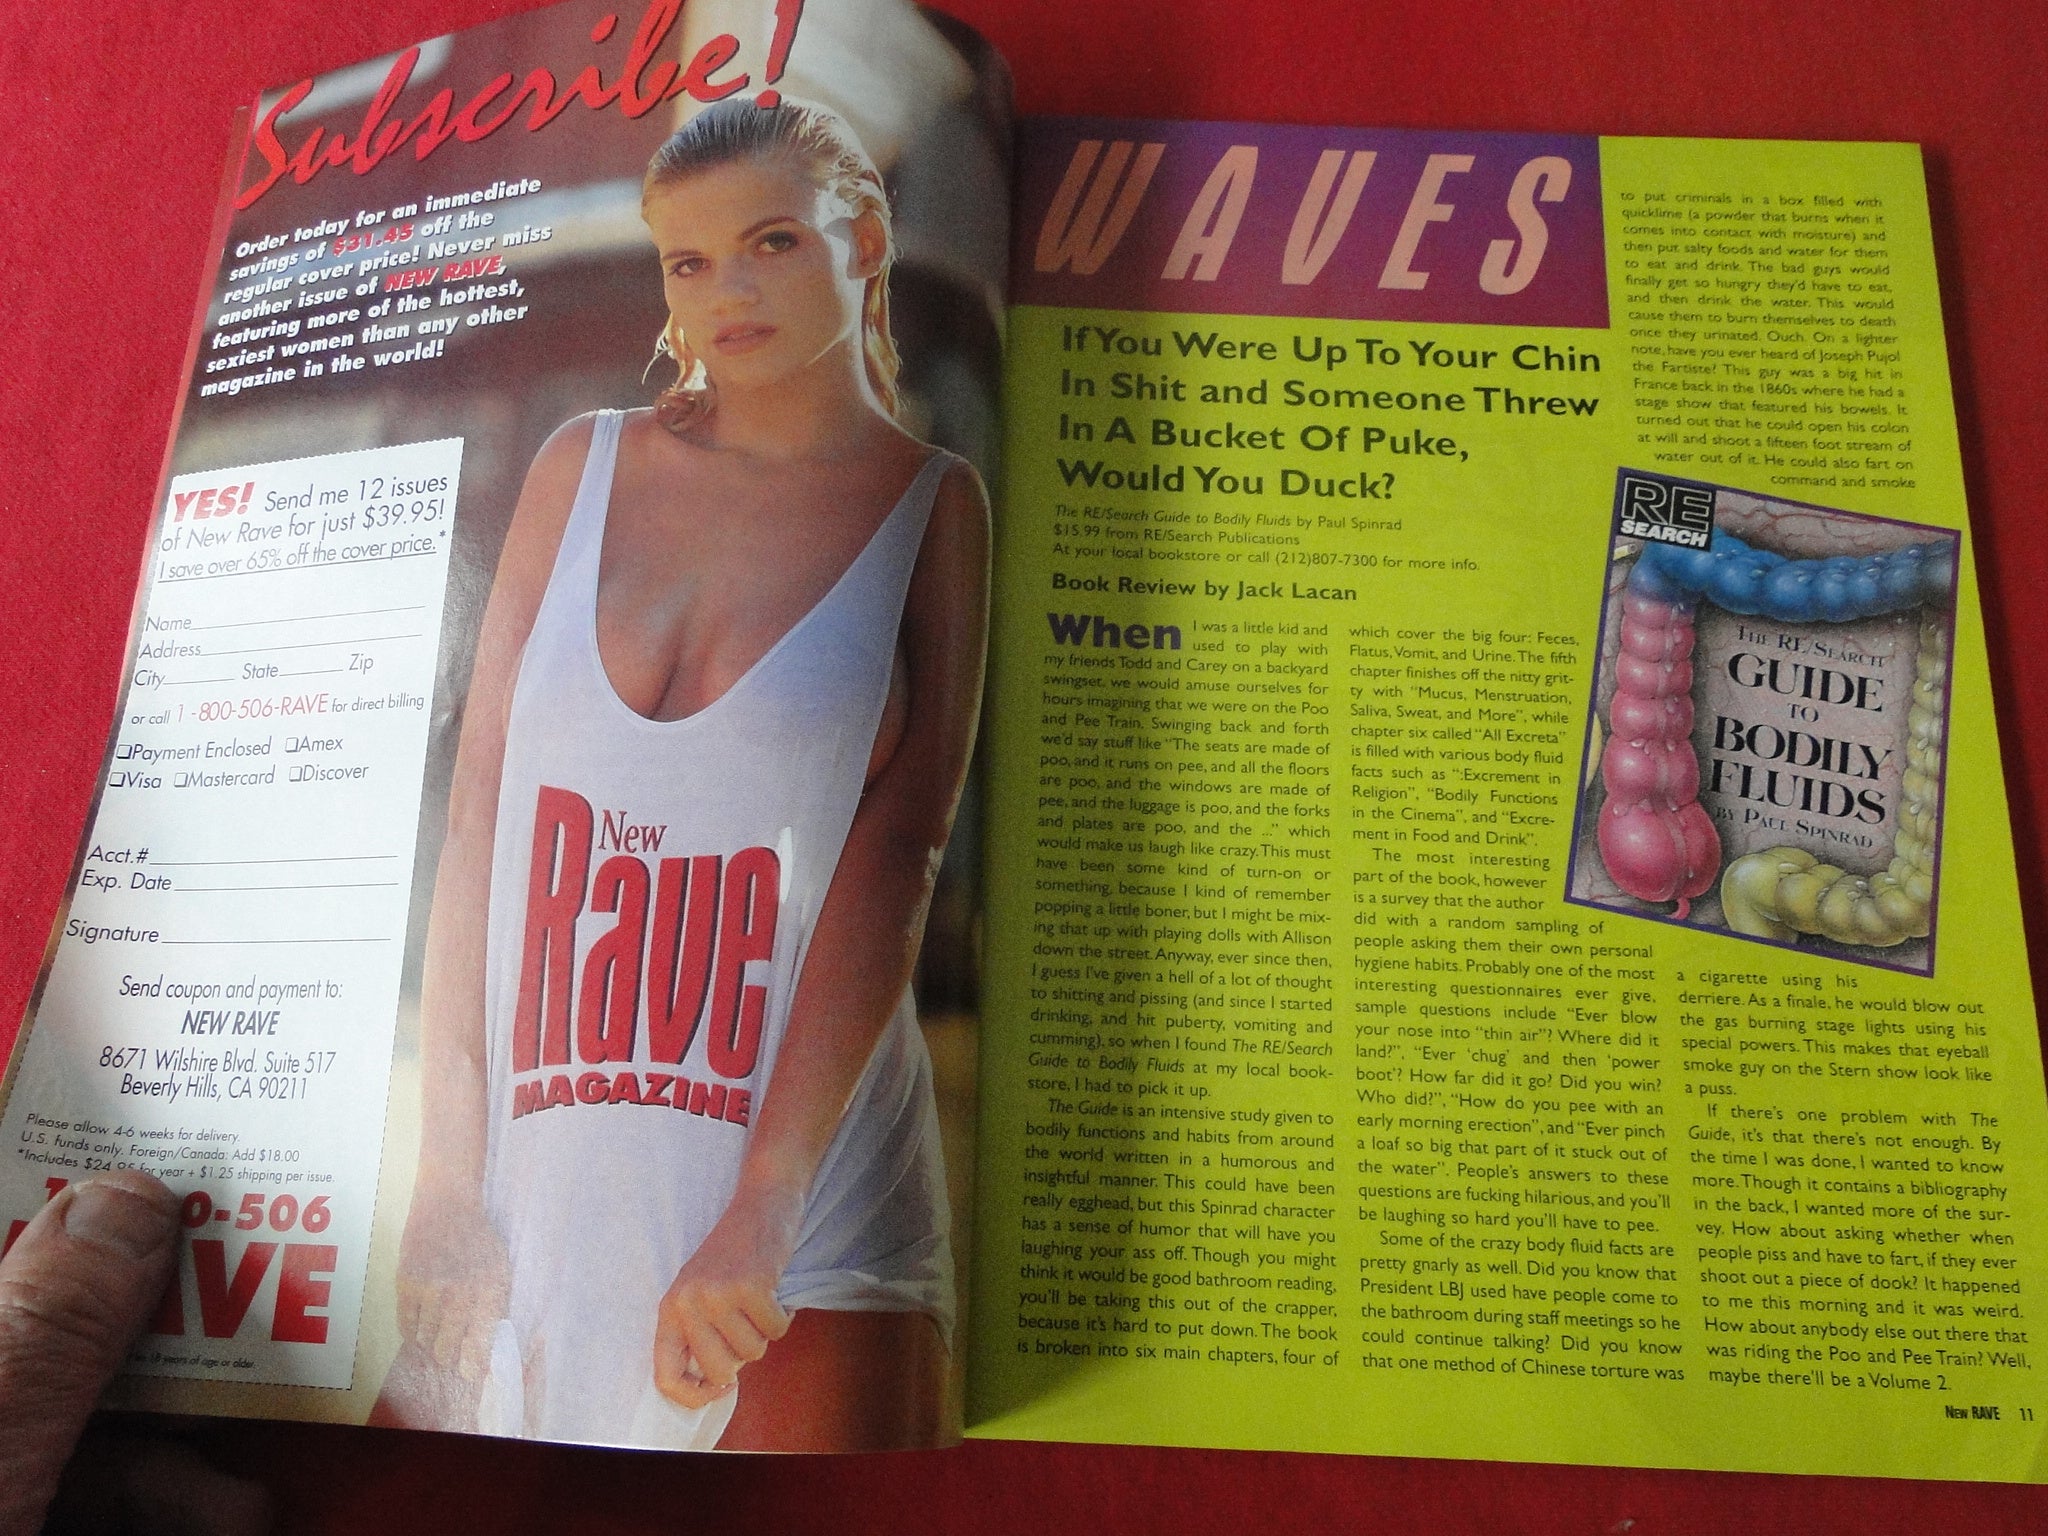 Subscribe!
Order today for an immediate
savings of $31.45 off the
regular cover price! Never miss
another issue of NEW RAVE,
featuring more of the hottest,
sexiest women than any other
magazine in the world!
YES! Send me 12 issues
of New Rave for just $39.95!
I save over 65% off the cover price.*
Name
Address
City State Zip
or call 1-800-506-RAVE for direct billing
❏Payment Enclosed ❏Amex
❏Visa ❏Mastercard ❏Discover
Acct.#
Exp. Date
Signature
Send coupon and payment to:
NEW RAVE
8671 Wilshire Blvd. Suite 517
Beverly Hills, CA 90211
Please allow 4-6 weeks for delivery.
U.S. funds only. Foreign/Canada: Add $18.00
*Includes $24.95 for year + $1.25 shipping per issue.
0-506
AVE
18 years of age or older.
New
Rave
MAGAZINE
WAVES
If You Were Up To Your Chin
In Shit and Someone Threw
In A Bucket Of Puke,
Would You Duck?
The RE/Search Guide to Bodily Fluids by Paul Spinrad
$15.99 from RE/Search Publications
At your local bookstore or call (212)807-7300 for more info.
Book Review by Jack Lacan
When I was a little kid and
used to play with
my friends Todd and Carey on a backyard
swingset, we would amuse ourselves for
hours imagining that we were on the Poo
and Pee Train. Swinging back and forth
we'd say stuff like "The seats are made of
poo, and it runs on pee, and all the floors
are poo, and the windows are made of
pee, and the luggage is poo, and the forks
and plates are poo, and the ..." which
would make us laugh like crazy. This must
have been some kind of turn-on or
something, because I kind of remember
popping a little boner, but I might be mix-
ing that up with playing dolls with Allison
down the street. Anyway, ever since then,
I guess I've given a hell of a lot of thought
to shitting and pissing (and since I started
drinking, and hit puberty, vomiting and
cumming), so when I found The RE/Search
Guide to Bodily Fluids at my local book-
store, I had to pick it up.
The Guide is an intensive study given to
bodily functions and habits from around
the world written in a humorous and
insightful manner. This could have been
really egghead, but this Spinrad character
has a sense of humor that will have you
laughing your ass off. Though you might
think it would be good bathroom reading,
you'll be taking this out of the crapper,
because it's hard to put down. The book
is broken into six main chapters, four of
which cover the big four: Feces,
Flatus, Vomit, and Urine. The fifth
chapter finishes off the nitty grit-
ty with "Mucus, Menstruation,
Saliva, Sweat, and More", while
chapter six called "All Excreta"
is filled with various body fluid
facts such as ":Excrement in
Religion", "Bodily Functions
in the Cinema", and "Excre-
ment in Food and Drink".
The most interesting
part of the book, however
is a survey that the author
did with a random sampling of
people asking them their own personal
hygiene habits. Probably one of the most
interesting questionnaires ever give,
sample questions include "Ever blow
your nose into "thin air"? Where did it
land?", "Ever 'chug' and then 'power
boot'? How far did it go? Did you win?
Who did?", "How do you pee with an
early morning erection", and "Ever pinch
a loaf so big that part of it stuck out of
the water". People's answers to these
questions are fucking hilarious, and you'll
be laughing so hard you'll have to pee.
Some of the crazy body fluid facts are
pretty gnarly as well. Did you know that
President LBJ used have people come to
the bathroom during staff meetings so he
could continue talking? Did you know
that one method of Chinese torture was
to put criminals in a box filled with
quicklime (a powder that burns when it
comes into contact with moisture) and
then put salty foods and water for them
to eat and drink. The bad guys would
finally get so hungry they'd have to eat,
and then drink the water. This would
cause them to burn themselves to death
once they urinated. Ouch. On a lighter
note, have you ever heard of Joseph Pujol
the Fartiste? This guy was a big hit in
France back in the 1860s where he had a
stage show that featured his bowels. It
turned out that he could open his colon
at will and shoot a fifteen foot stream of
water out of it. He could also fart on
command and smoke
RE
SEARCH
THE RE/SEARCH
GUIDE
TO
BODILY
FLUIDS
BY PAUL SPINRAD
a cigarette using his
derriere. As a finale, he would blow out
the gas burning stage lights using his
special powers. This makes that eyeball
smoke guy on the Stern show look like
a puss.
If there's one problem with The
Guide, it's that there's not enough. By
the time I was done, I wanted to know
more. Though it contains a bibliography
in the back, I wanted more of the sur-
vey. How about asking whether when
people piss and have to fart, if they ever
shoot out a piece of dook? It happened
to me this morning and it was weird.
How about anybody else out there that
was riding the Poo and Pee Train? Well,
maybe there'll be a Volume 2.
NEW RAVE 11